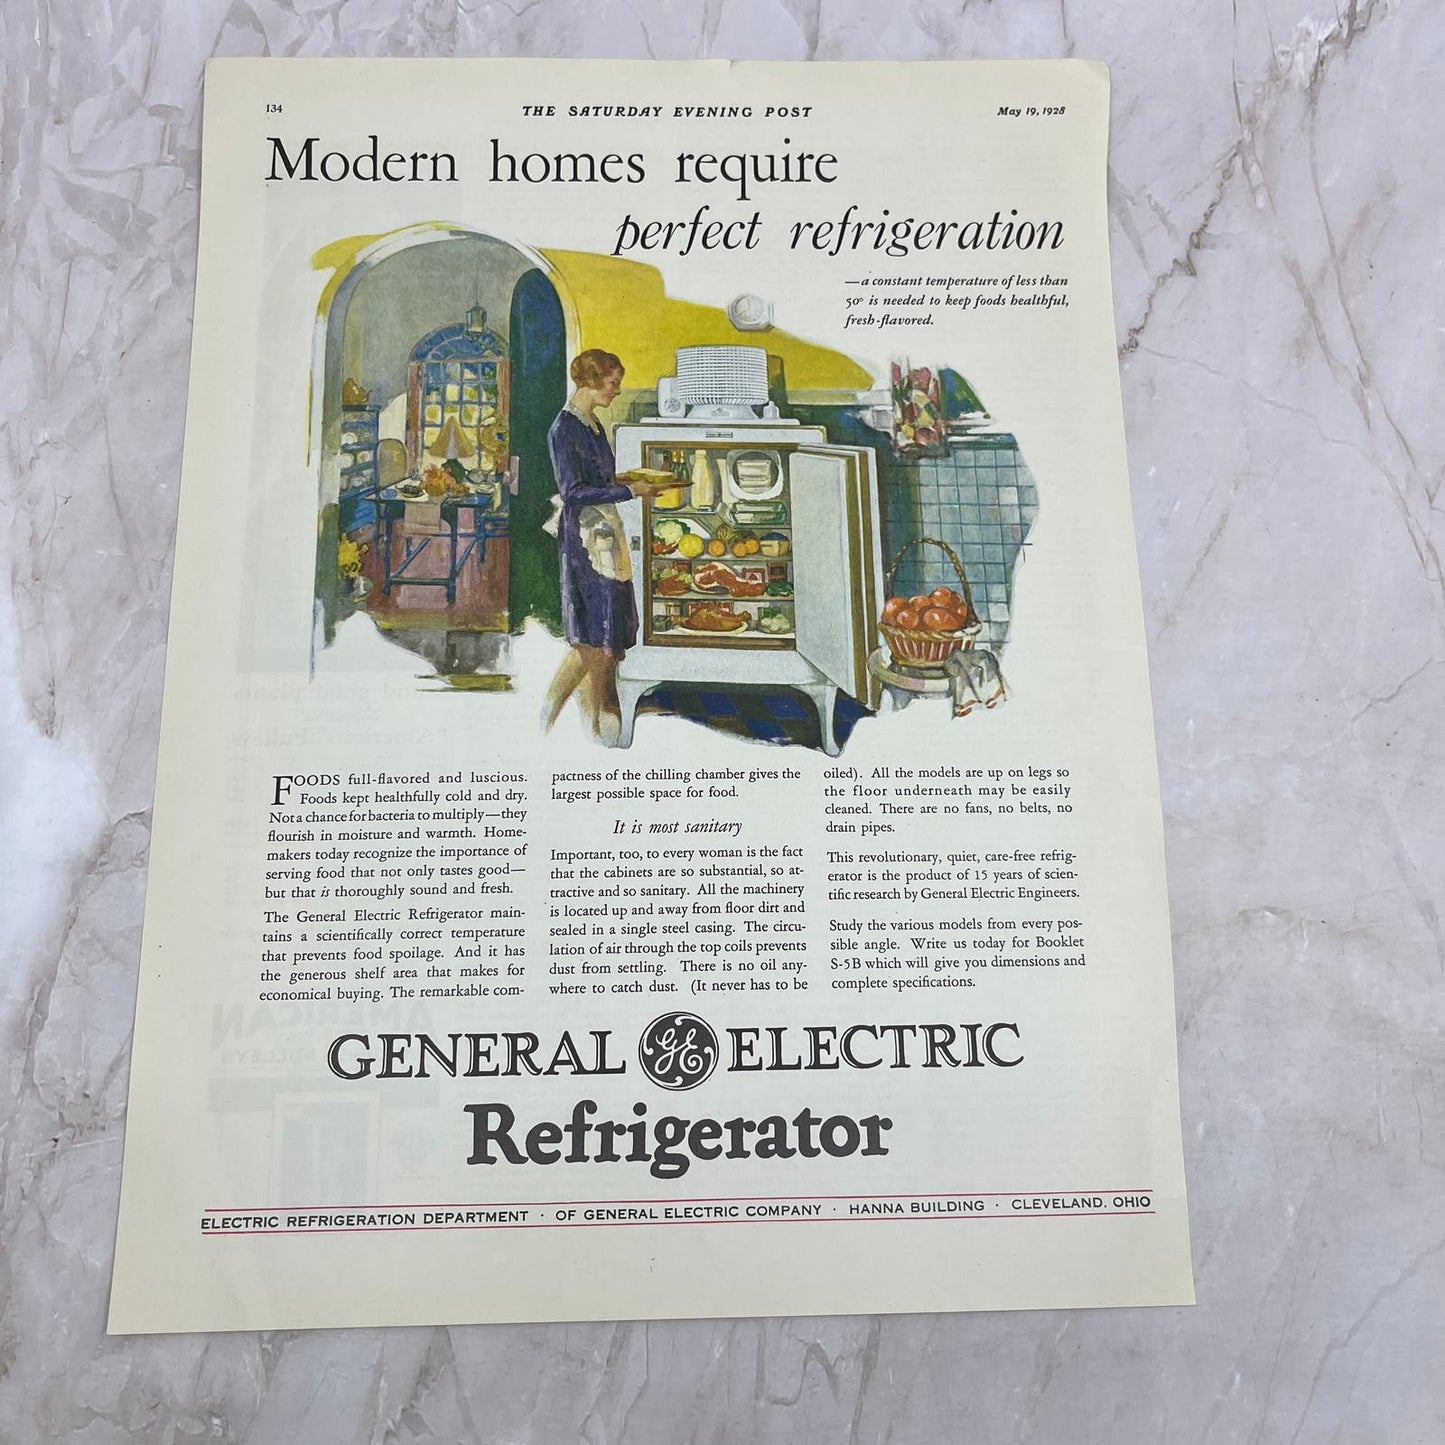 134
THE SATURDAY EVENING POST
May 19, 1928
Modern homes require
perfect refrigeration
—a constant temperature of less than
50° is needed to keep foods healthful,
fresh-flavored.
FOODS full-flavored and luscious.
Foods kept healthfully cold and dry.
Not a chance for bacteria to multiply—they
flourish in moisture and warmth. Home-
makers today recognize the importance of
serving food that not only tastes good—
but that is thoroughly sound and fresh.
The General Electric Refrigerator main-
tains a scientifically correct temperature
that prevents food spoilage. And it has
the generous shelf area that makes for
economical buying. The remarkable com-
pactness of the chilling chamber gives the
largest possible space for food.
It is most sanitary
Important, too, to every woman is the fact
that the cabinets are so substantial, so at-
tractive and so sanitary. All the machinery
is located up and away from floor dirt and
sealed in a single steel casing. The circu-
lation of air through the top coils prevents
dust from settling. There is no oil any-
where to catch dust. (It never has to be
oiled). All the models are up on legs so
the floor underneath may be easily
cleaned. There are no fans, no belts, no
drain pipes.
This revolutionary, quiet, care-free refrig-
erator is the product of 15 years of scien-
tific research by General Electric Engineers.
Study the various models from every pos-
sible angle. Write us today for Booklet
S-5B which will give you dimensions and
complete specifications.
GENERAL GE ELECTRIC
Refrigerator
ELECTRIC REFRIGERATION DEPARTMENT · OF GENERAL ELECTRIC COMPANY · HANNA BUILDING · CLEVELAND, OHIO